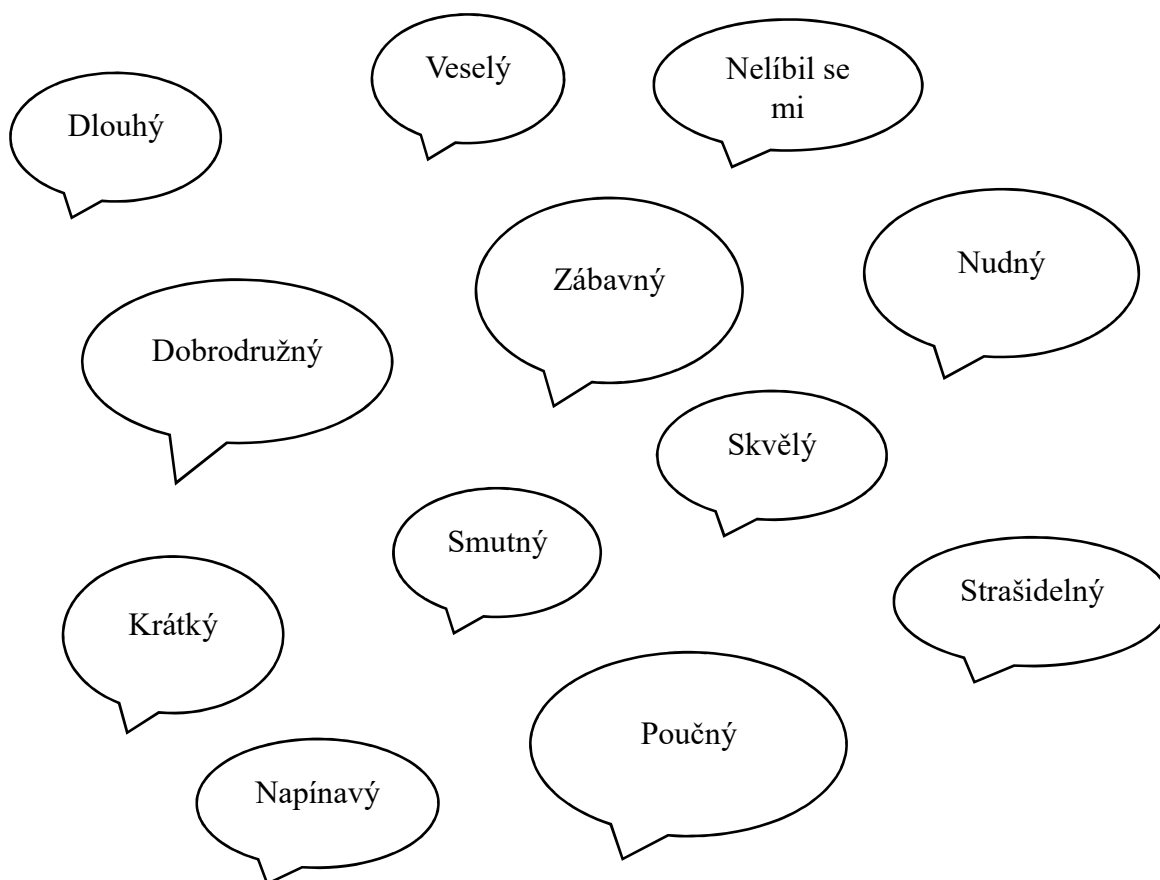 Veselý
Nelíbil se
mi
Dlouhý
Zábavný
Nudný
Dobrodružný
Skvělý
Smutný
Strašidelný
Krátký
Poučný
Napínavý